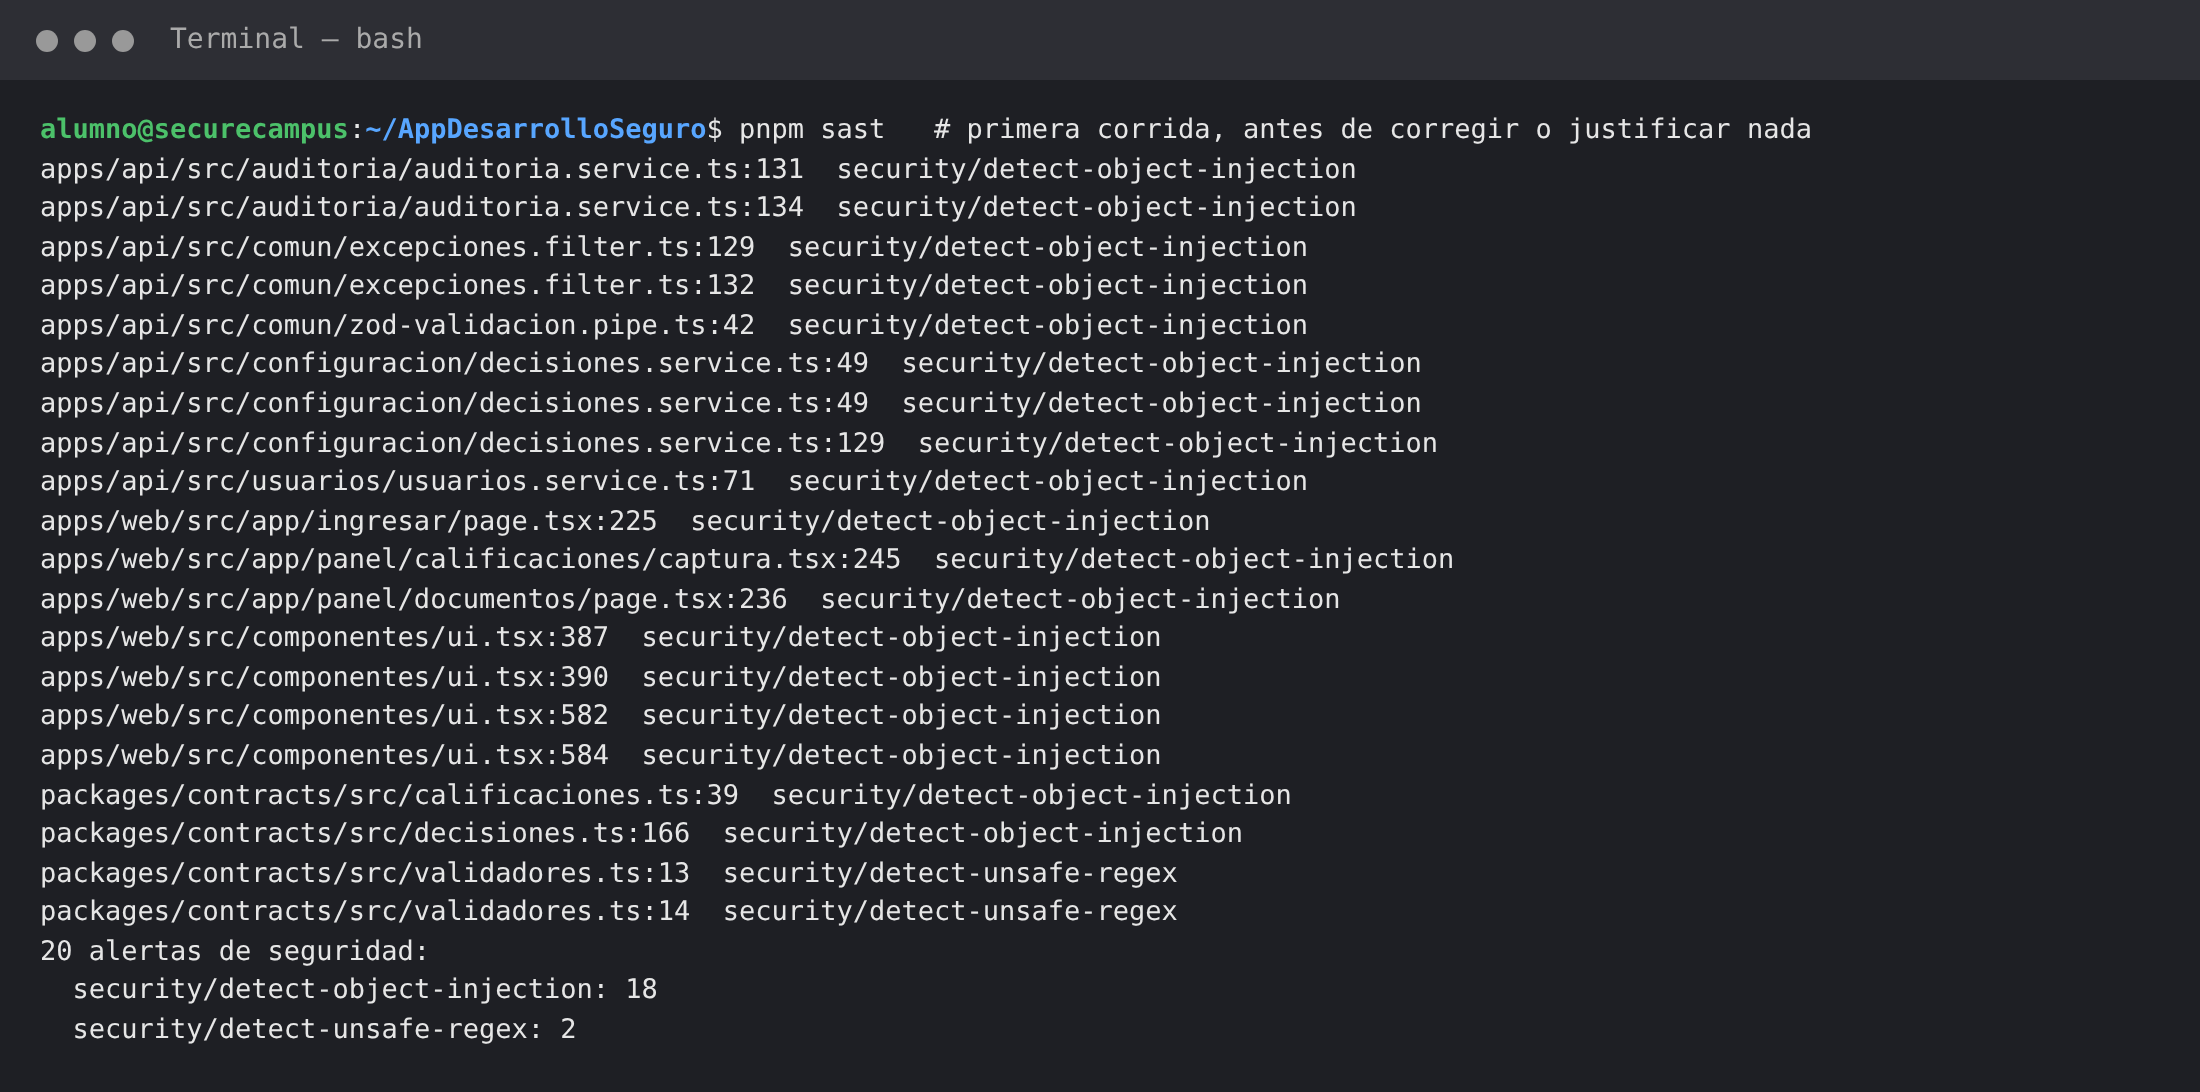 Terminal — bash
alumno@securecampus:~/AppDesarrolloSeguro$ pnpm sast   # primera corrida, antes de corregir o justificar nada
apps/api/src/auditoria/auditoria.service.ts:131  security/detect-object-injection
apps/api/src/auditoria/auditoria.service.ts:134  security/detect-object-injection
apps/api/src/comun/excepciones.filter.ts:129  security/detect-object-injection
apps/api/src/comun/excepciones.filter.ts:132  security/detect-object-injection
apps/api/src/comun/zod-validacion.pipe.ts:42  security/detect-object-injection
apps/api/src/configuracion/decisiones.service.ts:49  security/detect-object-injection
apps/api/src/configuracion/decisiones.service.ts:49  security/detect-object-injection
apps/api/src/configuracion/decisiones.service.ts:129  security/detect-object-injection
apps/api/src/usuarios/usuarios.service.ts:71  security/detect-object-injection
apps/web/src/app/ingresar/page.tsx:225  security/detect-object-injection
apps/web/src/app/panel/calificaciones/captura.tsx:245  security/detect-object-injection
apps/web/src/app/panel/documentos/page.tsx:236  security/detect-object-injection
apps/web/src/componentes/ui.tsx:387  security/detect-object-injection
apps/web/src/componentes/ui.tsx:390  security/detect-object-injection
apps/web/src/componentes/ui.tsx:582  security/detect-object-injection
apps/web/src/componentes/ui.tsx:584  security/detect-object-injection
packages/contracts/src/calificaciones.ts:39  security/detect-object-injection
packages/contracts/src/decisiones.ts:166  security/detect-object-injection
packages/contracts/src/validadores.ts:13  security/detect-unsafe-regex
packages/contracts/src/validadores.ts:14  security/detect-unsafe-regex
20 alertas de seguridad:
  security/detect-object-injection: 18
  security/detect-unsafe-regex: 2